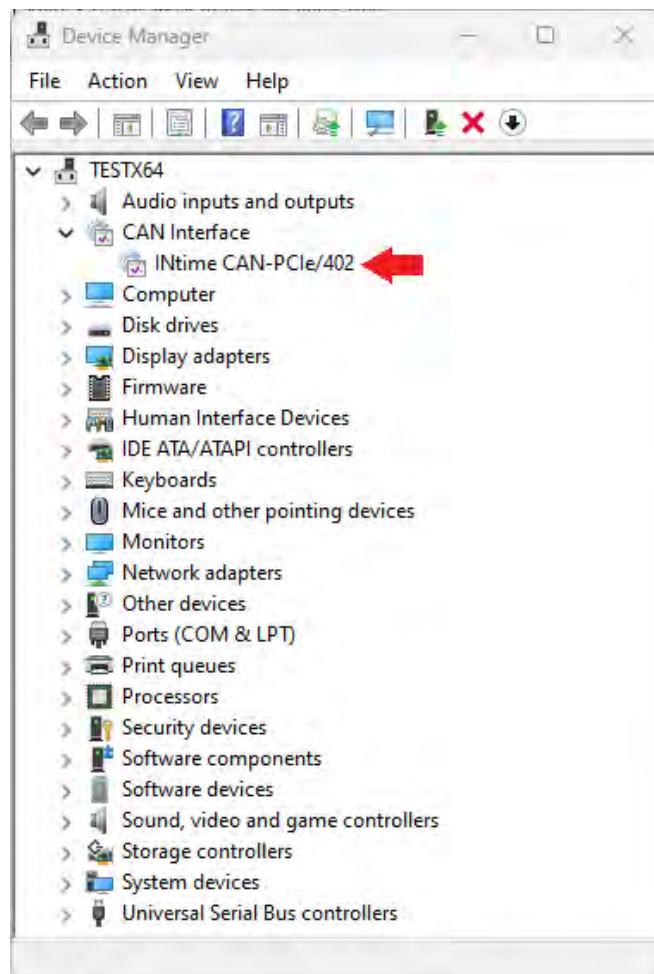 Device Manager
File Action View Help
TESTX64
Audio inputs and outputs
CAN Interface
INtime CAN-PCIe/402
Computer
Disk drives
Display adapters
Firmware
Human Interface Devices
IDE ATA/ATAPI controllers
Keyboards
Mice and other pointing devices
Monitors
Network adapters
Other devices
Ports (COM & LPT)
Print queues
Processors
Security devices
Software components
Software devices
Sound, video and game controllers
Storage controllers
System devices
Universal Serial Bus controllers